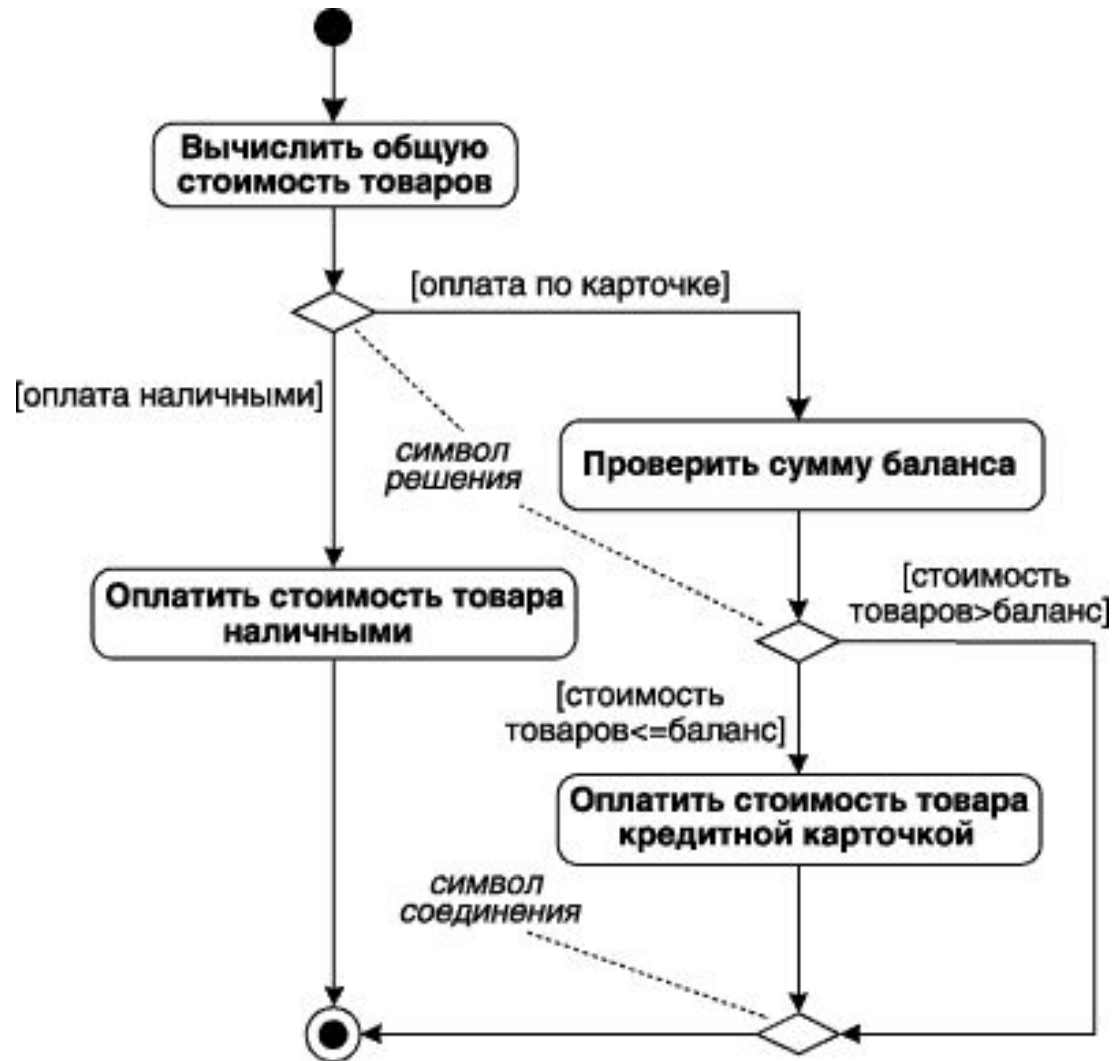 Вычислить общую
стоимость товаров
[оплата по карточке]
[оплата наличными]
символ
решения
Проверить сумму баланса
Оплатить стоимость товара
наличными
[стоимость
товаров>баланс]
[стоимость
товаров<=баланс]
Оплатить стоимость товара
кредитной карточкой
символ
соединения